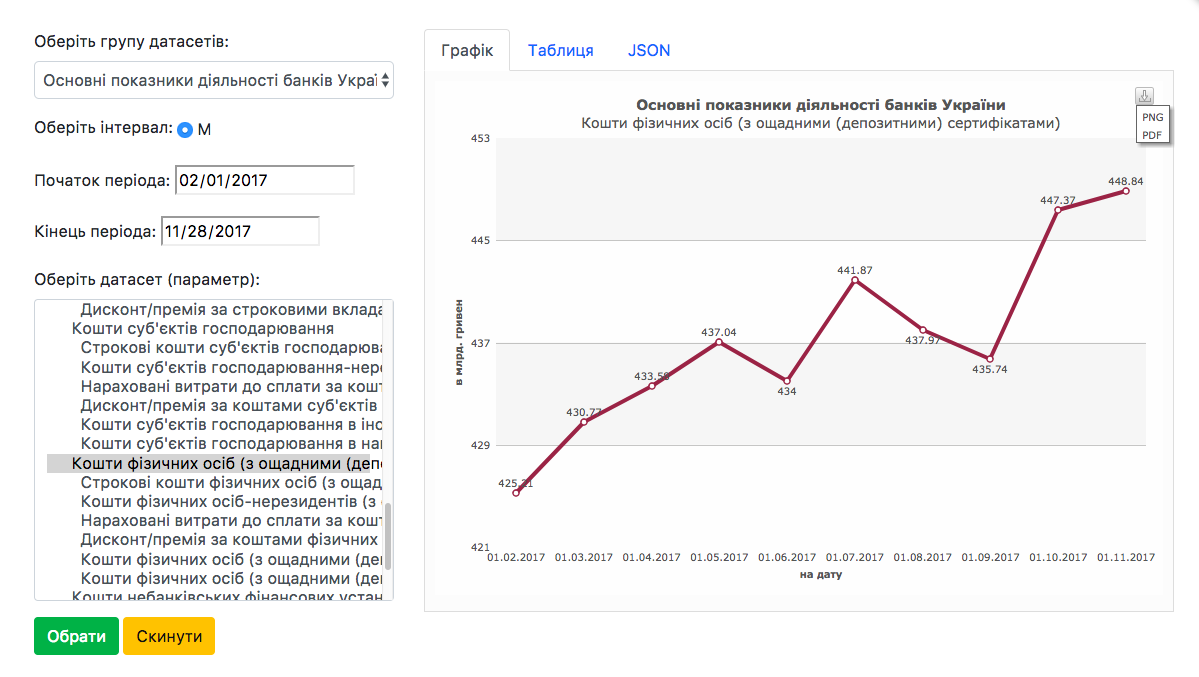 Оберіть групу датасетів:
Основні показники діяльності банків Украї
Оберіть інтервал: М
Початок періода: 02/01/2017
Кінець періода: 11/28/2017
Оберіть датасет (параметр):
Дисконт/премія за строковими вклада
Кошти суб'єктів господарювання
Строкові кошти суб'єктів господарюва
Кошти суб'єктів господарювання-нере
Нараховані витрати до сплати за кошт
Дисконт/премія за коштами суб'єктів
Кошти суб'єктів господарювання в іно
Кошти суб'єктів господарювання в наг
Кошти фізичних осіб (з ощадними (депо
Строкові кошти фізичних осіб (з ощад
Кошти фізичних осіб-нерезидентів (з о
Нараховані витрати до сплати за кошт
Дисконт/премія за коштами фізичних
Кошти фізичних осіб (з ощадними (деп
Кошти фізичних осіб (з ощадними (деп
Кошти небанківських фінансових устан
Обрати Скинути
Графік Таблиця JSON
Основні показники діяльності банків України
Кошти фізичних осіб (з ощадними (депозитними) сертифікатами)
PNG
PDF
453
445
437
429
421
в млрд. гривен
425.21
430.77
433.59
437.04
434
441.87
437.97
435.74
447.37
448.84
01.02.2017 01.03.2017 01.04.2017 01.05.2017 01.06.2017 01.07.2017 01.08.2017 01.09.2017 01.10.2017 01.11.2017
на дату